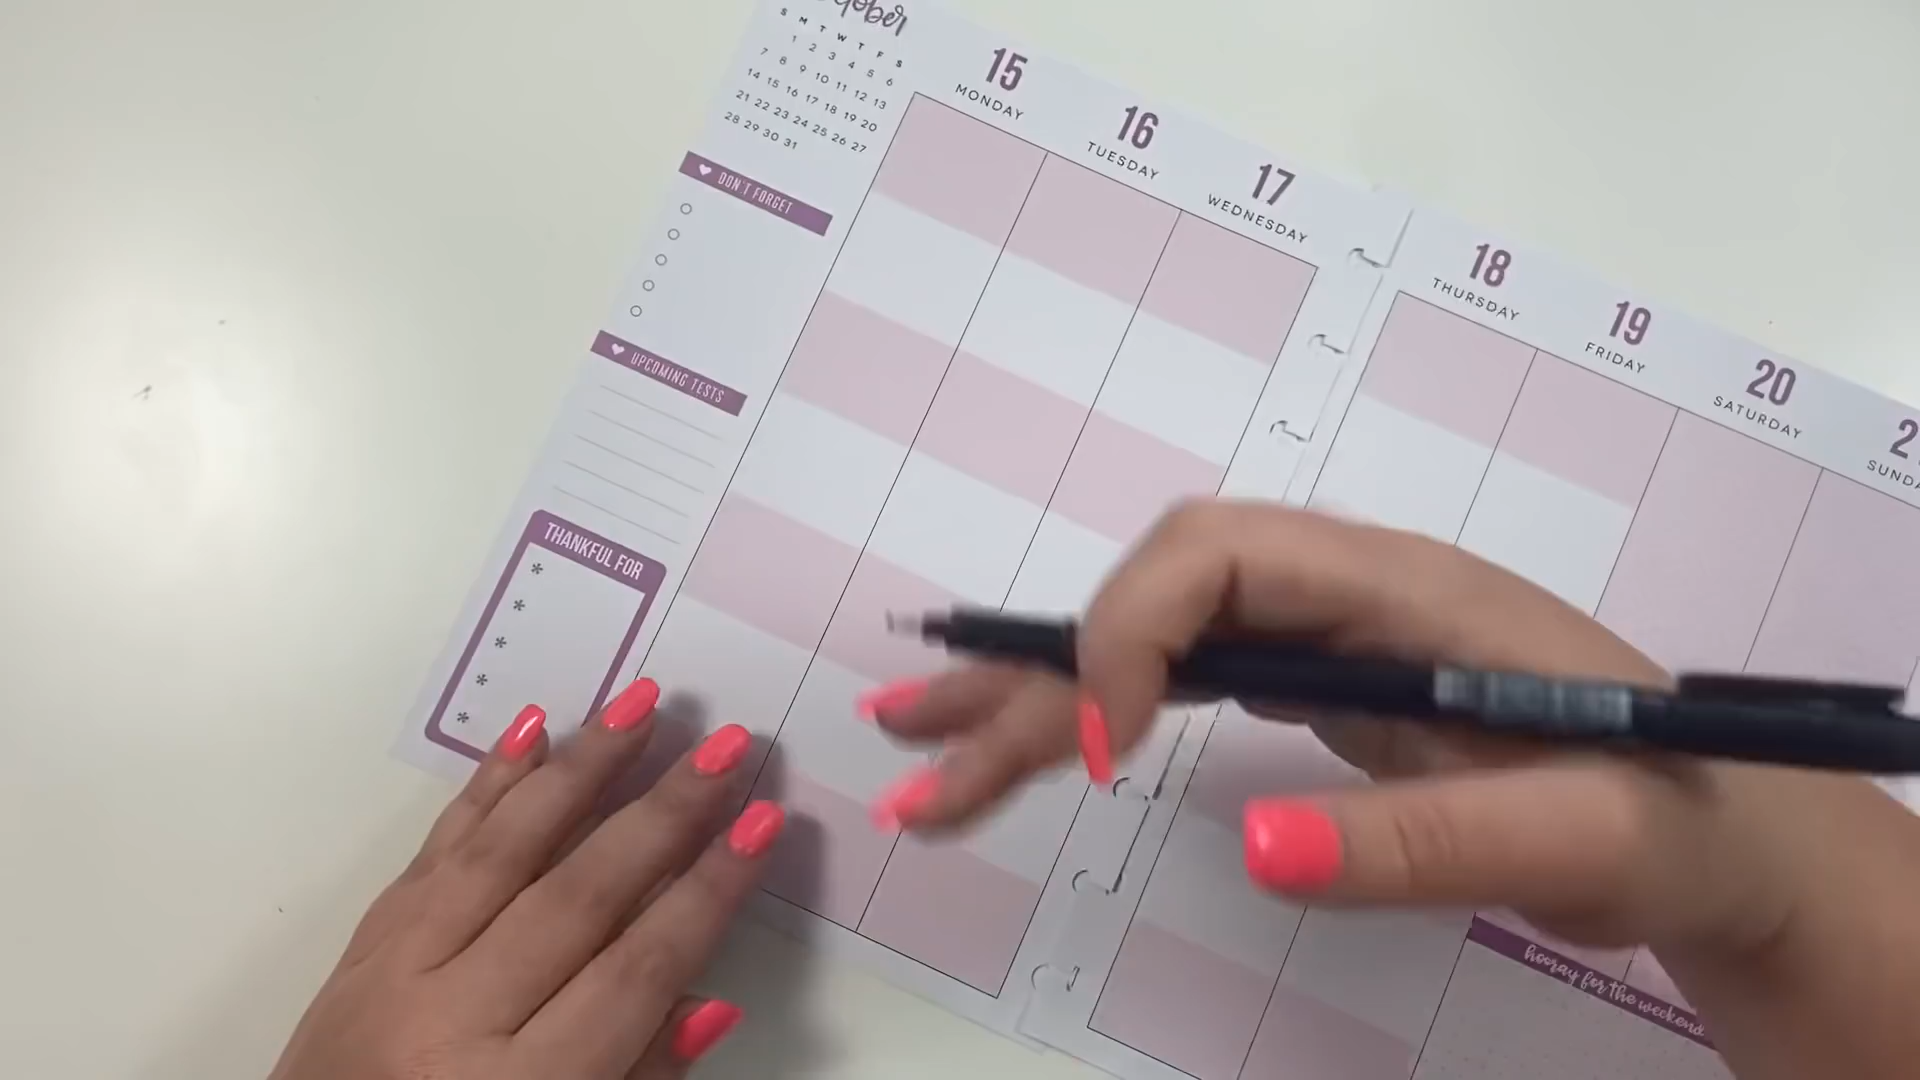 S M T W T F S
1 2 3 4 5 6
7 8 9 10 11 12 13
14 15 16 17 18 19 20
21 22 23 24 25 26 27
28 29 30 31
DON'T FORGET
UPCOMING TESTS
THANKFUL FOR
*
*
*
*
*
15
MONDAY
16
TUESDAY
17
WEDNESDAY
18
THURSDAY
19
FRIDAY
20
SATURDAY
hooray for the weekend